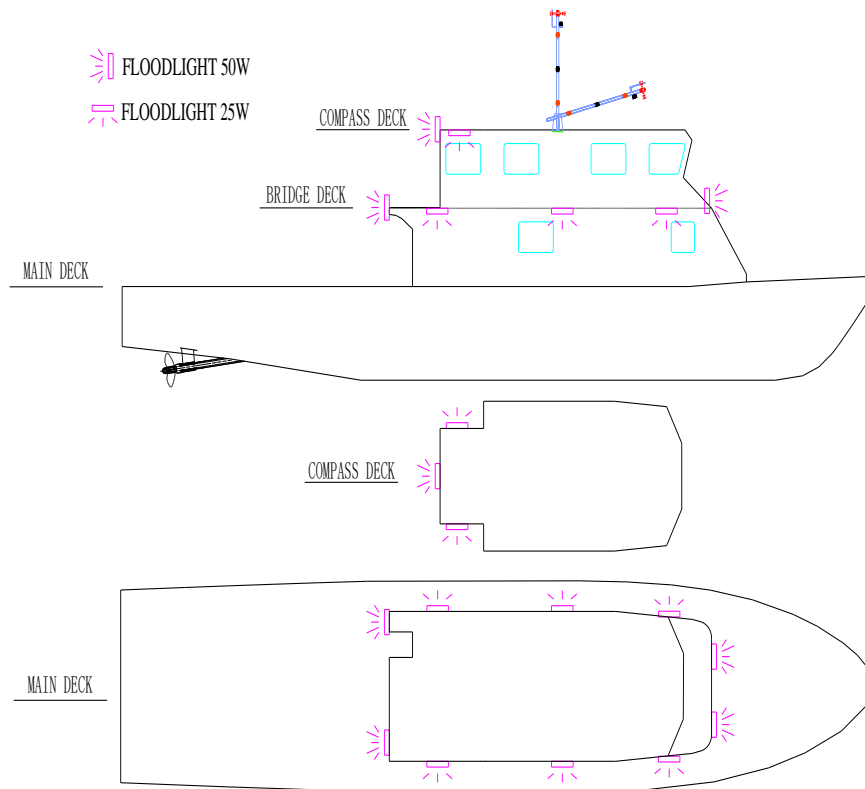 FLOODLIGHT 50W
FLOODLIGHT 25W
COMPASS DECK
BRIDGE DECK
MAIN DECK
COMPASS DECK
MAIN DECK